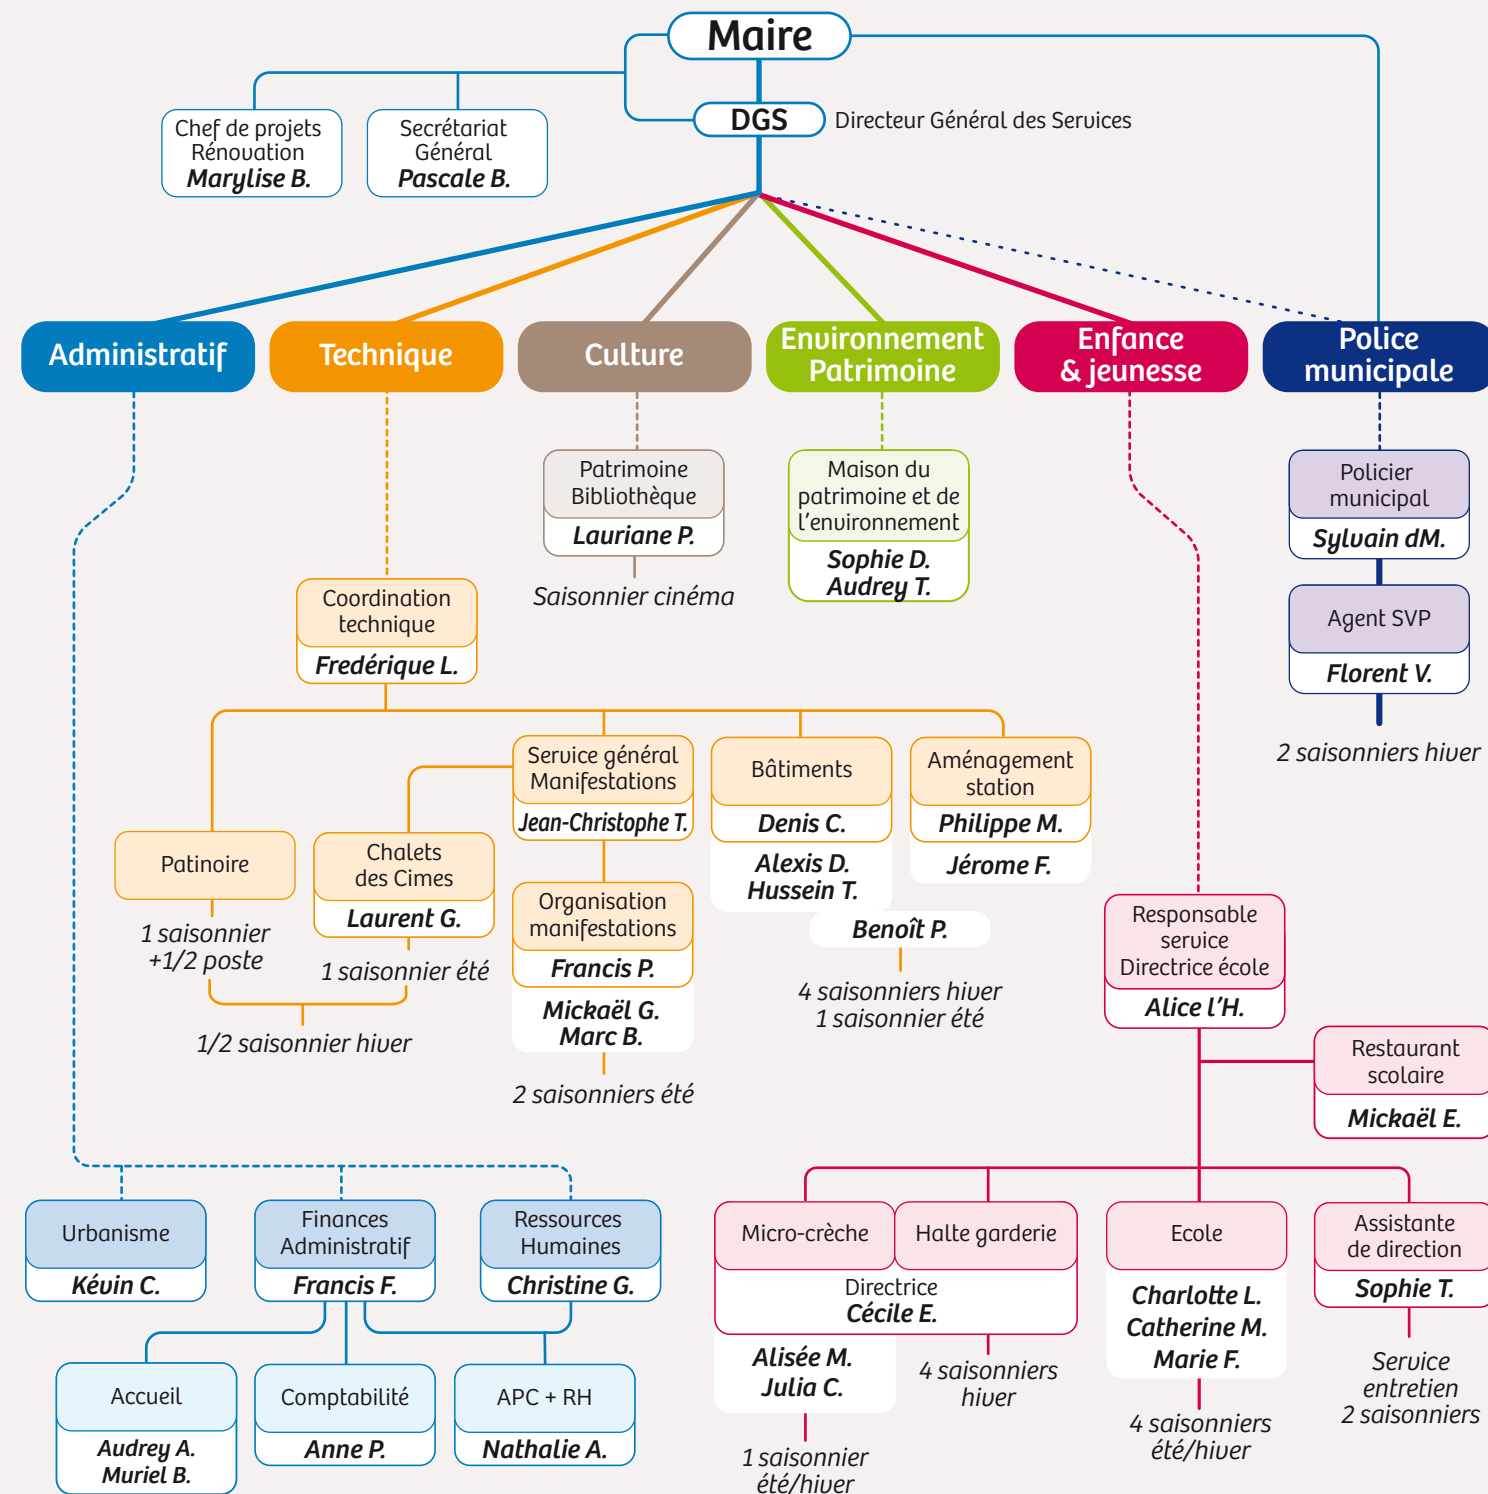 Maire
DGS
Directeur Général des Services
Chef de projets
Rénovation
Marylise B.
Secrétariat
Général
Pascale B.
Administratif
Technique
Culture
Environnement
Patrimoine
Enfance
& jeunesse
Police
municipale
Patrimoine
Bibliothèque
Lauriane P.
Saisonnier cinéma
Maison du
patrimoine et de
l'environnement
Sophie D.
Audrey T.
Policier
municipal
Sylvain dM.
Agent SVP
Florent V.
2 saisonniers hiver
Coordination
technique
Fredérique L.
Patinoire
1 saisonnier
+1/2 poste
Chalets
des Cimes
Laurent G.
1 saisonnier été
1/2 saisonnier hiver
Service général
Manifestations
Jean-Christophe T.
Organisation
manifestations
Francis P.
Mickaël G.
Marc B.
2 saisonniers été
Bâtiments
Denis C.
Alexis D.
Hussein T.
Benoît P.
4 saisonniers hiver
1 saisonnier été
Aménagement
station
Philippe M.
Jérome F.
Responsable
service
Directrice école
Alice l'H.
Restaurant
scolaire
Mickaël E.
Urbanisme
Kévin C.
Finances
Administratif
Francis F.
Ressources
Humaines
Christine G.
Accueil
Audrey A.
Muriel B.
Comptabilité
Anne P.
APC + RH
Nathalie A.
Micro-crèche
Halte garderie
Directrice
Cécile E.
Alisée M.
Julia C.
1 saisonnier
été/hiver
4 saisonniers
hiver
Ecole
Charlotte L.
Catherine M.
Marie F.
4 saisonniers
été/hiver
Assistante
de direction
Sophie T.
Service
entretien
2 saisonniers